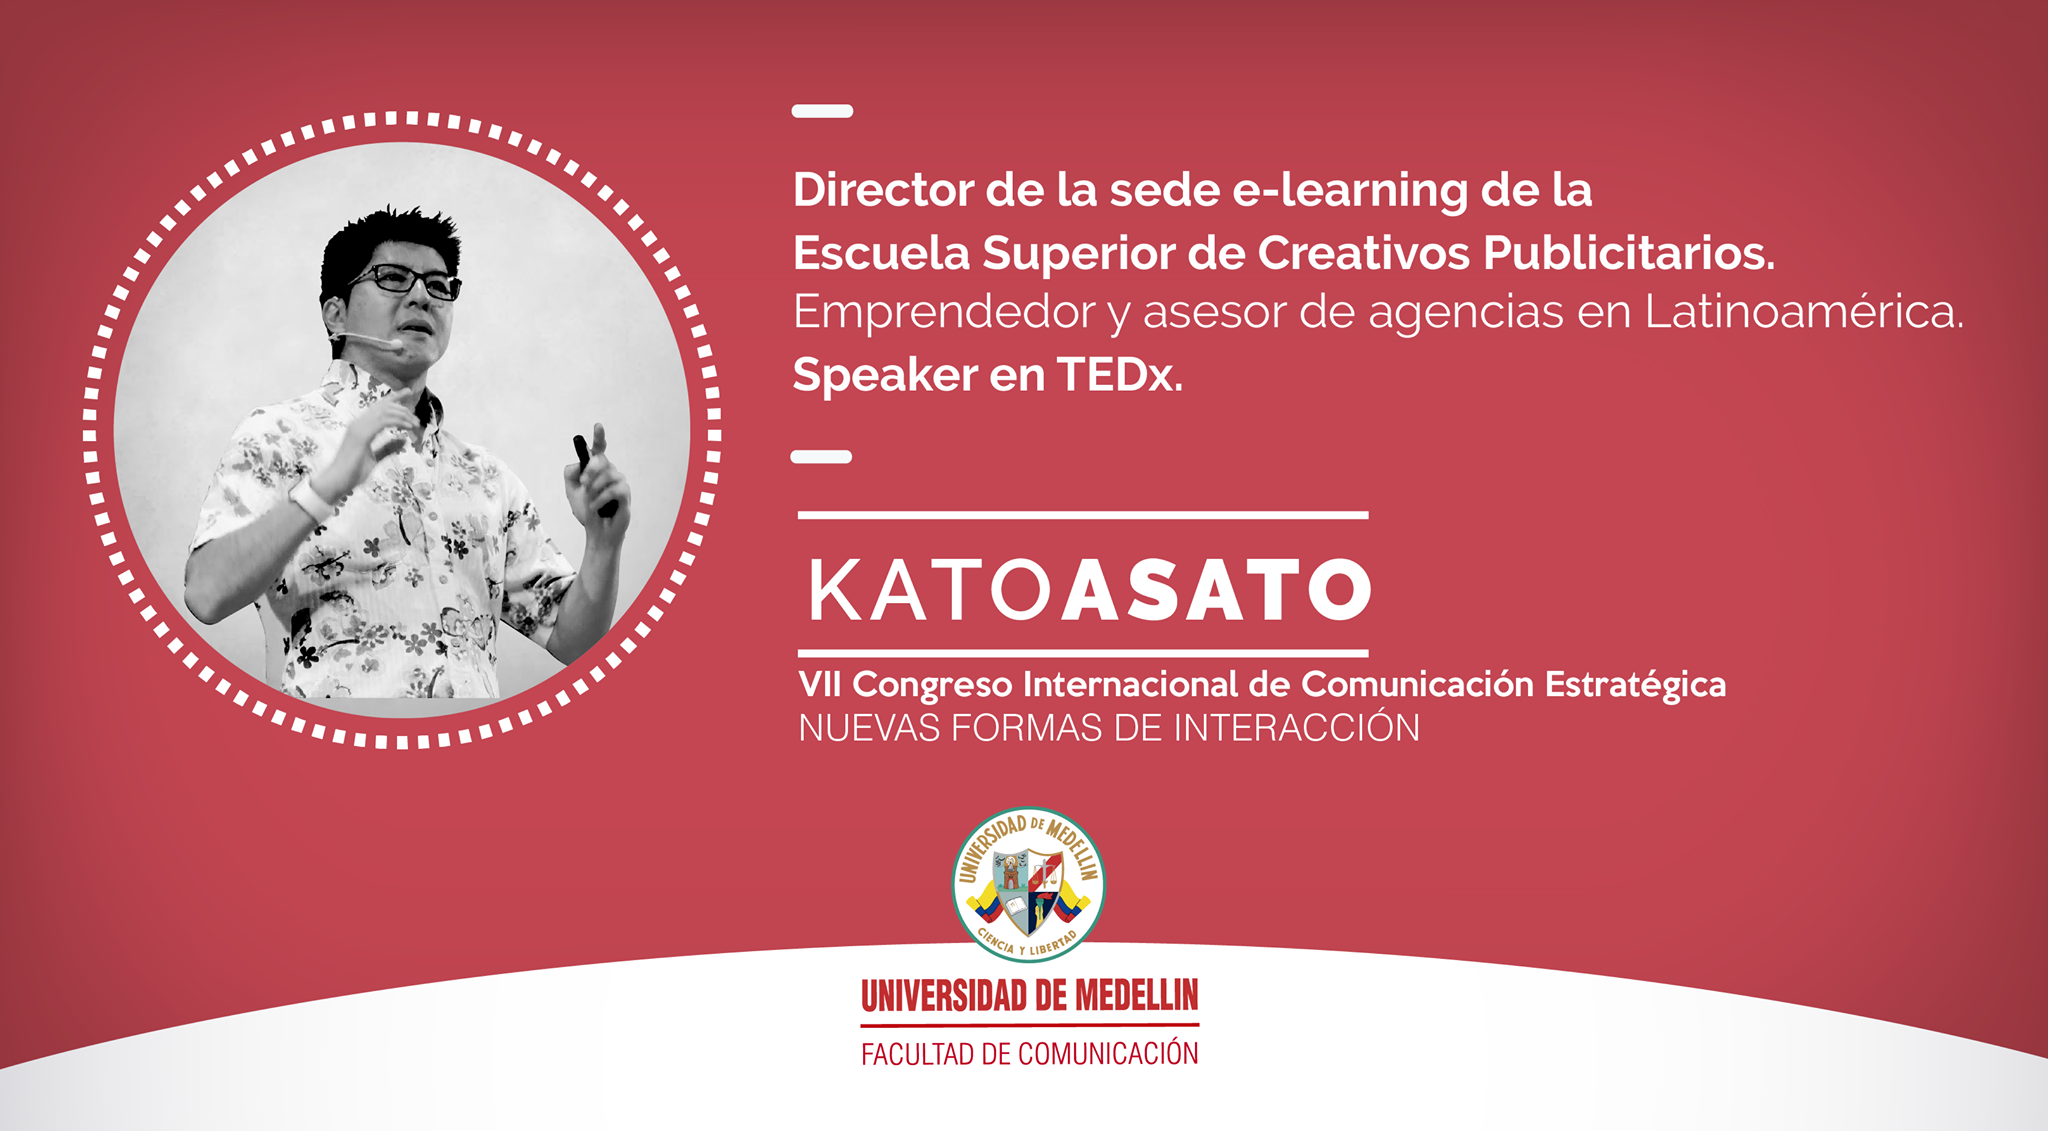 Director de la sede e-learning de la
Escuela Superior de Creativos Publicitarios.
Emprendedor y asesor de agencias en Latinoamérica.
Speaker en TEDx.
KATOASATO
VII Congreso Internacional de Comunicación Estratégica
NUEVAS FORMAS DE INTERACCIÓN
UNIVERSIDAD DE MEDELLIN
CIENCIA Y LIBERTAD
UNIVERSIDAD DE MEDELLIN
FACULTAD DE COMUNICACIÓN